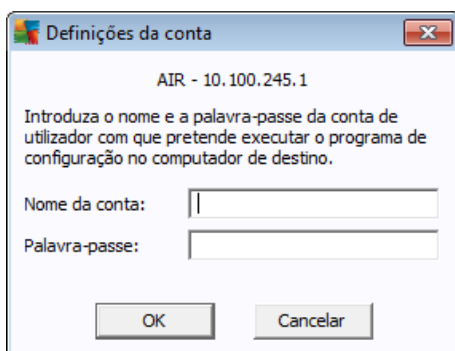 Definições da conta
AIR - 10.100.245.1
Introduza o nome e a palavra-passe da conta de
utilizador com que pretende executar o programa de
configuração no computador de destino.
Nome da conta:
Palavra-passe:
OK
Cancelar